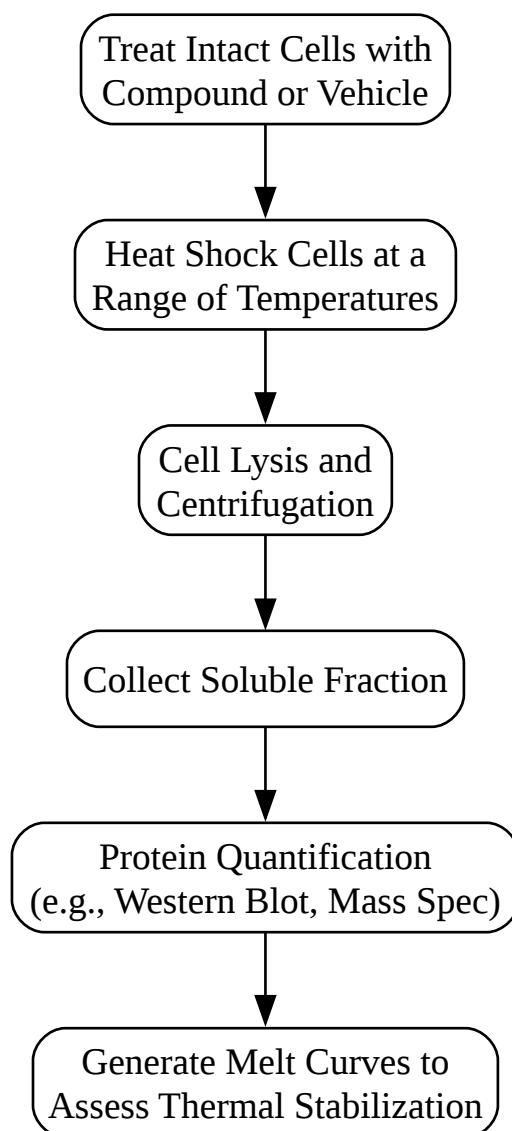 Treat Intact Cells with
Compound or Vehicle
Heat Shock Cells at a
Range of Temperatures
Cell Lysis and
Centrifugation
Collect Soluble Fraction
Protein Quantification
(e.g., Western Blot, Mass Spec)
Generate Melt Curves to
Assess Thermal Stabilization